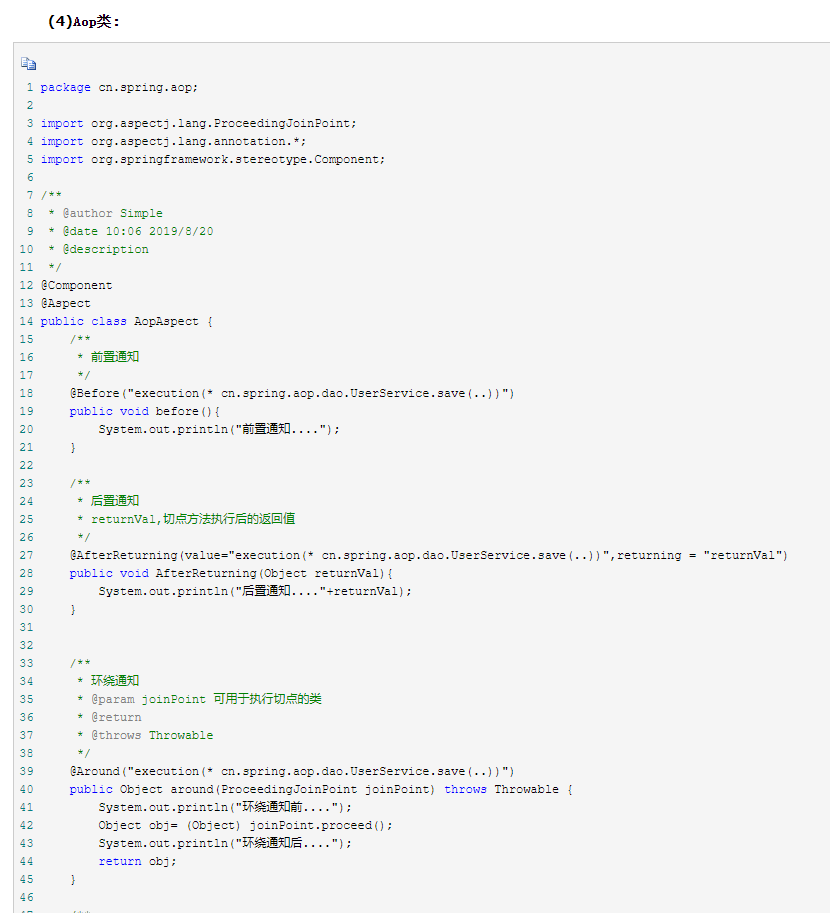 (4)Aop类:
1 package cn.spring.aop;
2
3 import org.aspectj.lang.ProceedingJoinPoint;
4 import org.aspectj.lang.annotation.*;
5 import org.springframework.stereotype.Component;
6
7 /**
8  * @author Simple
9  * @date 10:06 2019/8/20
10  * @description
11  */
12 @Component
13 @Aspect
14 public class AopAspect {
15     /**
16      * 前置通知
17      */
18     @Before("execution(* cn.spring.aop.dao.UserService.save(..))")
19     public void before(){
20         System.out.println("前置通知....");
21     }
22
23     /**
24      * 后置通知
25      * returnVal,切点方法执行后的返回值
26      */
27     @AfterReturning(value="execution(* cn.spring.aop.dao.UserService.save(..))",returning = "returnVal")
28     public void AfterReturning(Object returnVal){
29         System.out.println("后置通知...."+returnVal);
30     }
31
32
33     /**
34      * 环绕通知
35      * @param joinPoint 可用于执行切点的类
36      * @return
37      * @throws Throwable
38      */
39     @Around("execution(* cn.spring.aop.dao.UserService.save(..))")
40     public Object around(ProceedingJoinPoint joinPoint) throws Throwable {
41         System.out.println("环绕通知前....");
42         Object obj= (Object) joinPoint.proceed();
43         System.out.println("环绕通知后....");
44         return obj;
45     }
46